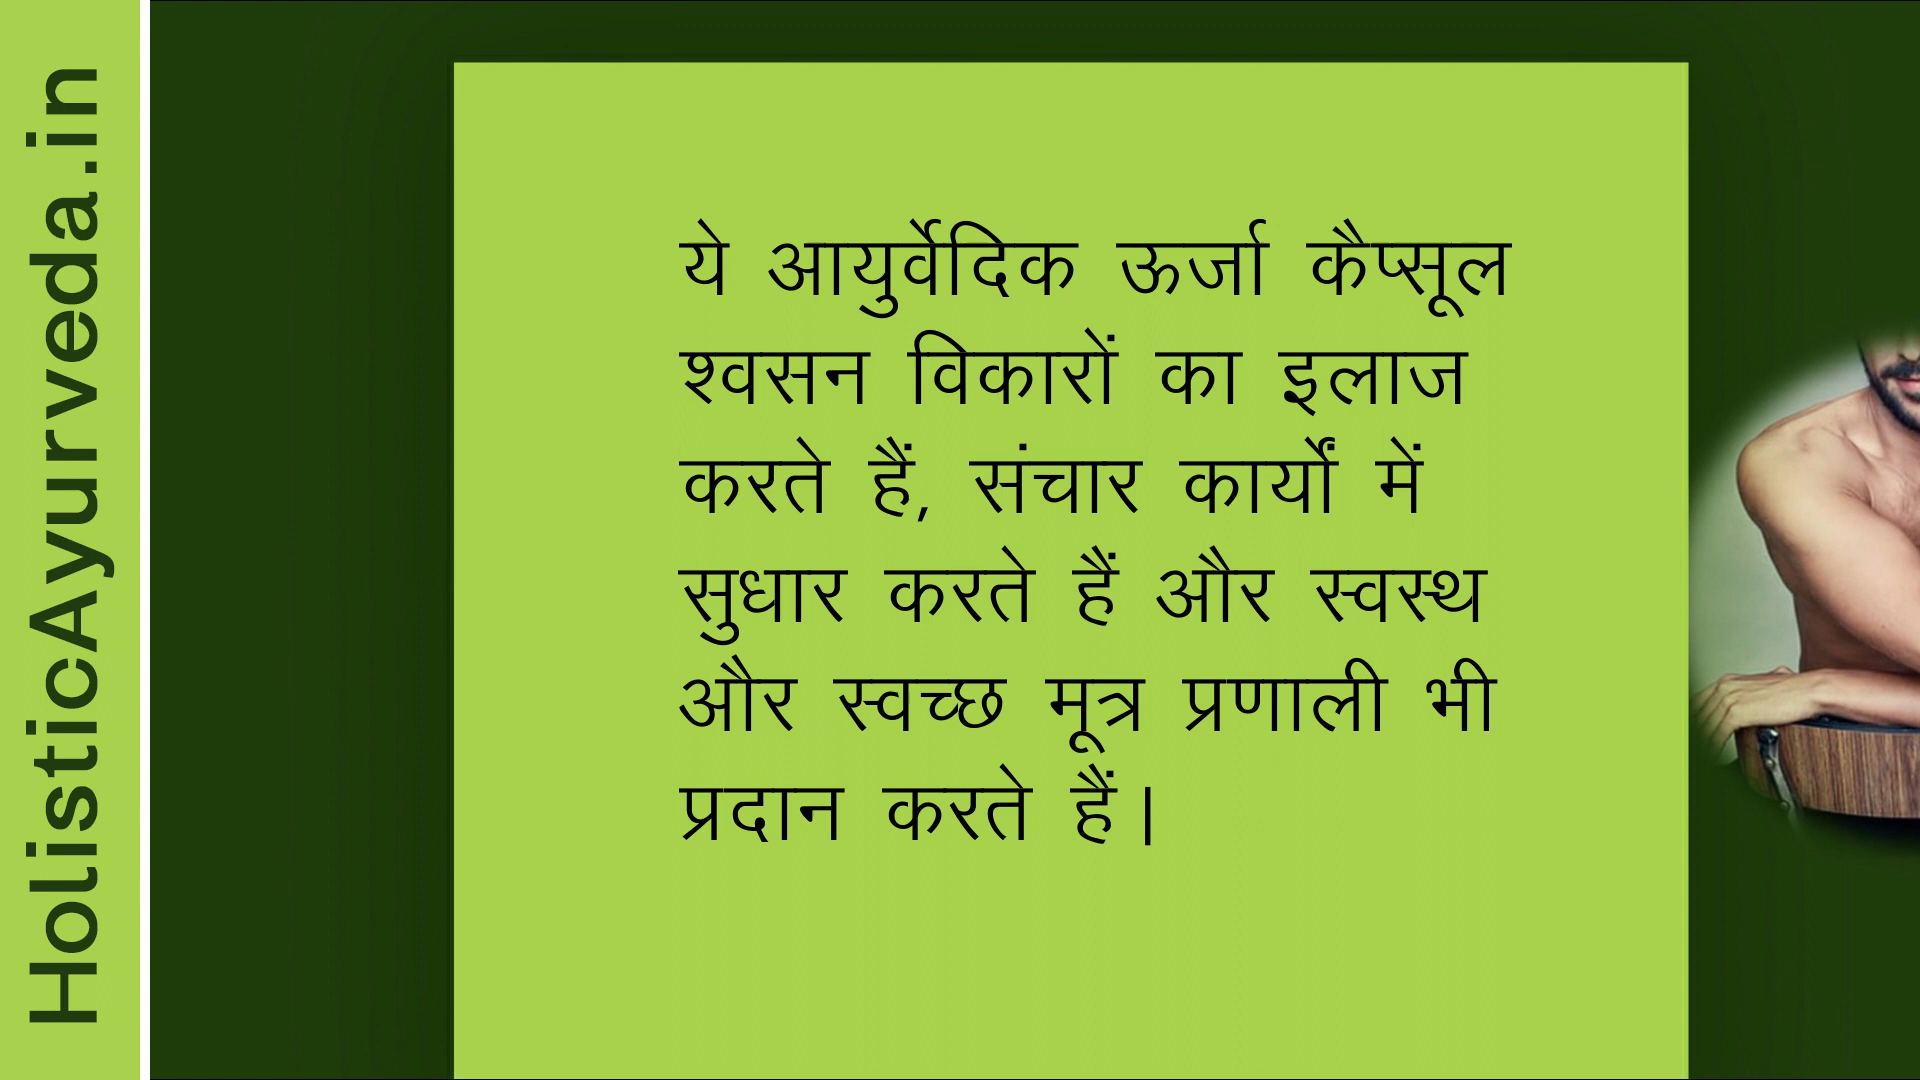 HolisticAyurveda.in
ये आयुर्वेदिक ऊर्जा कैप्सूल
श्वसन विकारों का इलाज
करते हैं, संचार कार्यों में
सुधार करते हैं और स्वस्थ
और स्वच्छ मूत्र प्रणाली भी
प्रदान करते हैं।